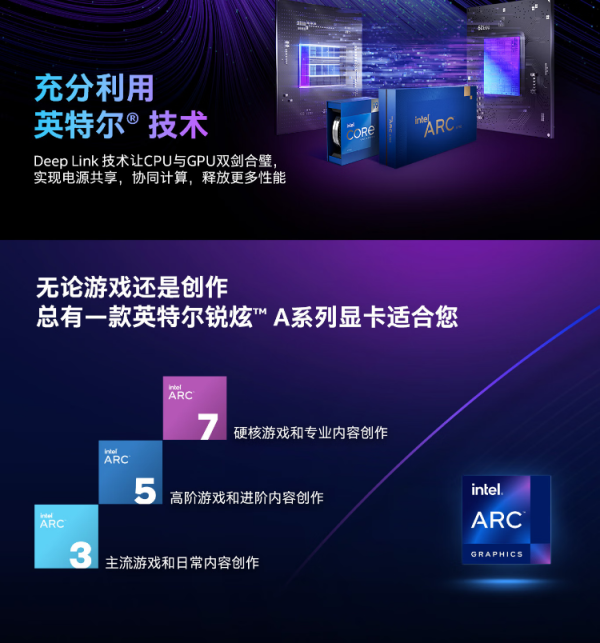 充分利用
英特尔® 技术
Deep Link 技术让CPU与GPU双剑合璧，
实现电源共享，协同计算，释放更多性能
intel
CORE
intel
ARC
无论游戏还是创作
总有一款英特尔锐炫™ A系列显卡适合您
intel
ARC
7
硬核游戏和专业内容创作
intel
ARC
5
高阶游戏和进阶内容创作
intel
ARC
3
主流游戏和日常内容创作
intel.
ARC™
GRAPHICS